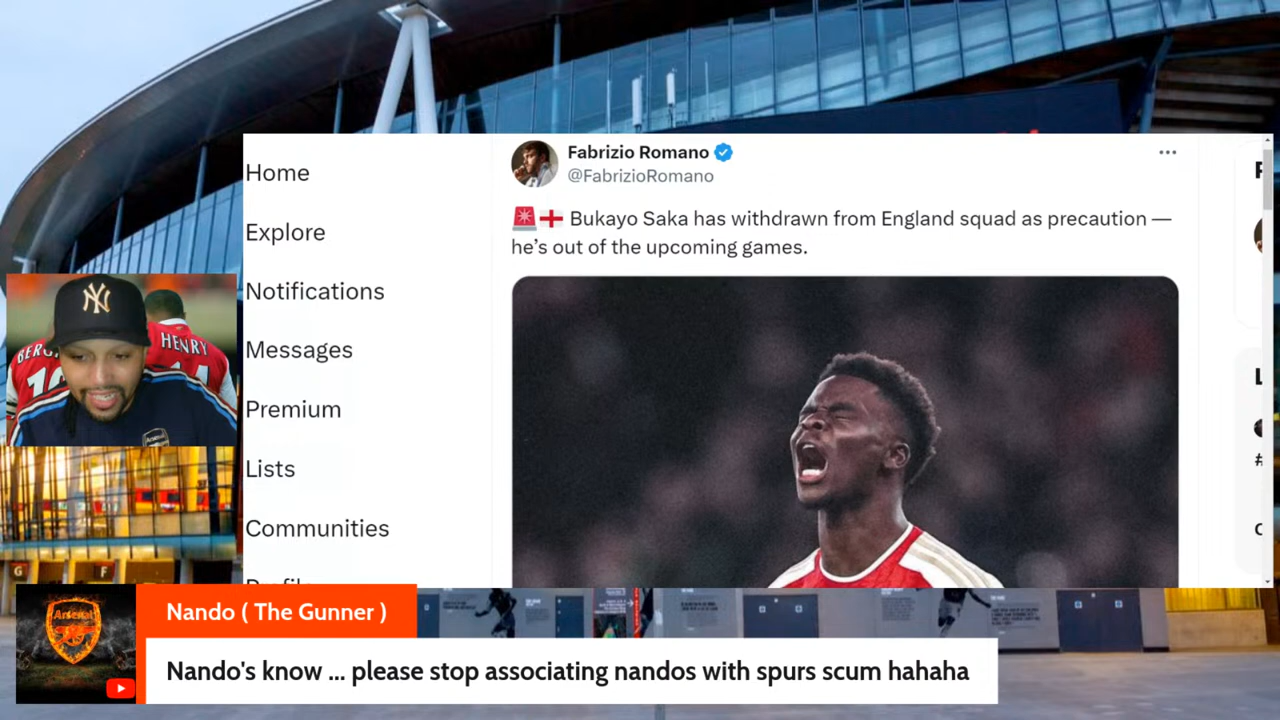 Home
Explore
Notifications
Messages
Premium
Lists
Communities
Fabrizio Romano
@FabrizioRomano
🚨🏴󠁧󠁢󠁥󠁮󠁧󠁿 Bukayo Saka has withdrawn from England squad as precaution —
he’s out of the upcoming games.
NY
HENRY
G
F
Arsenal
Nando ( The Gunner )
Nando's know ... please stop associating nandos with spurs scum hahaha